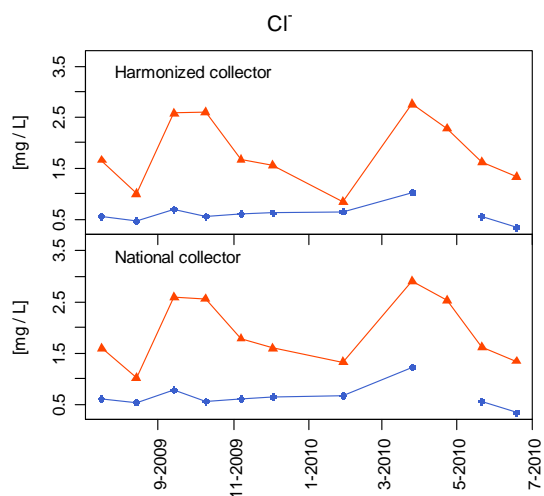 Cl-
Harmonized collector
[mg / L]
3.5
2.5
1.5
0.5
National collector
[mg / L]
3.5
2.5
1.5
0.5
9-2009
11-2009
1-2010
3-2010
5-2010
7-2010